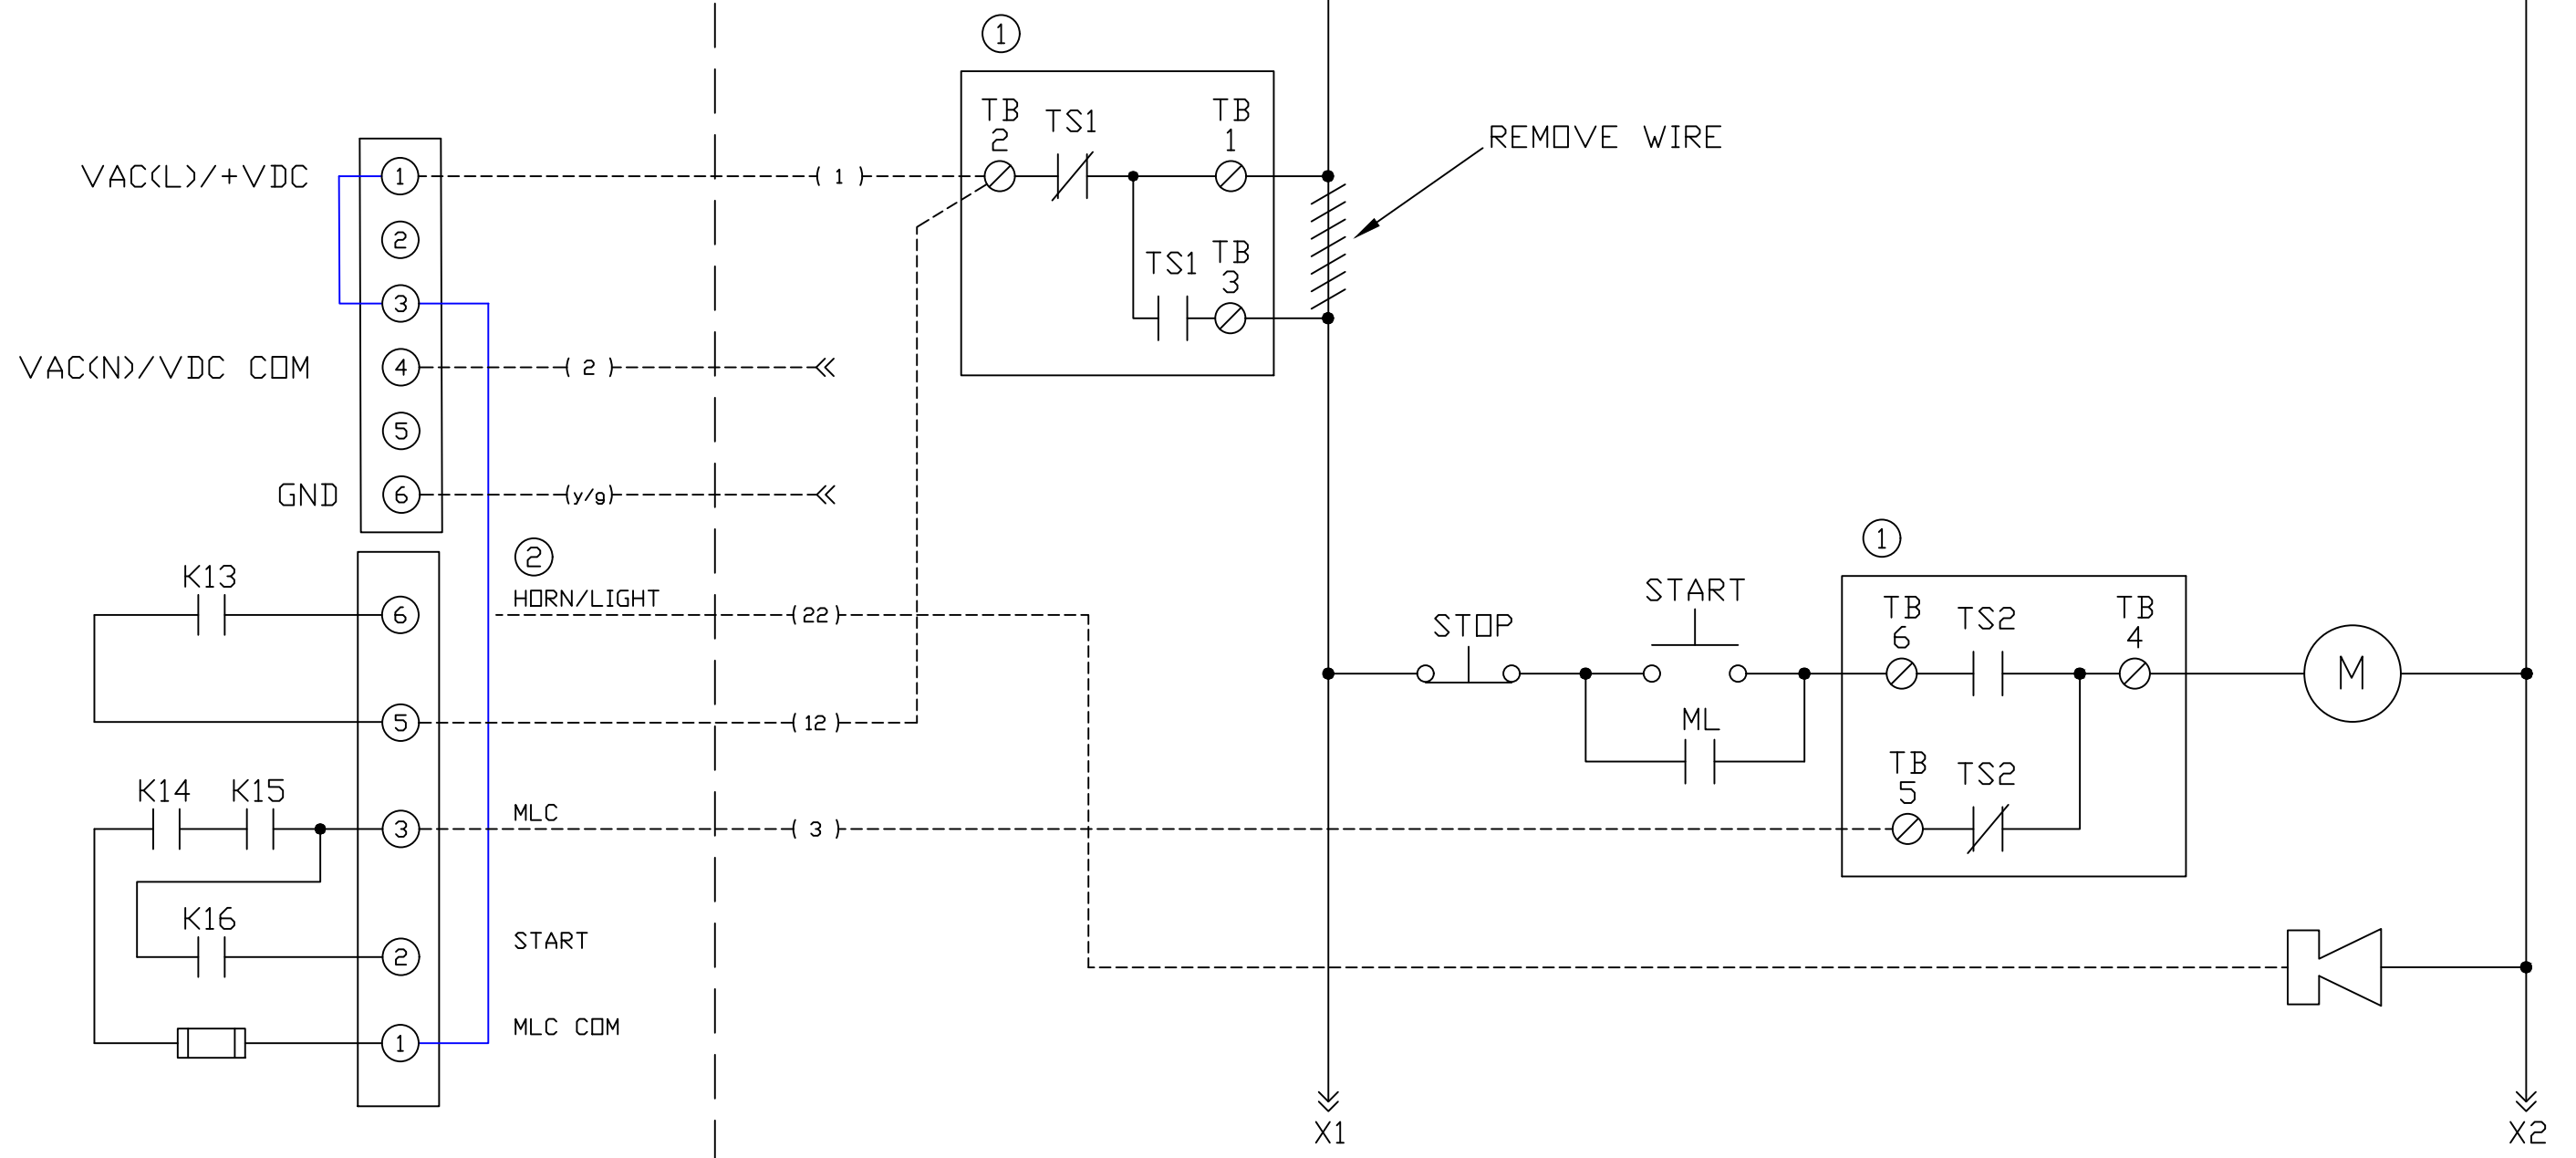 1
TB
2
TS1
TB
1
REMOVE WIRE
VAC(L)/+VDC
1
( 1 )
2
TS1
TB
3
3
VAC(N)/VDC COM
4
( 2 )
5
GND
6
(y/g)
1
2
K13
HORN/LIGHT
6
(22)
START
STOP
TB
6
TS2
TB
4
M
5
(12)
ML
TB
5
TS2
K14
K15
MLC
3
( 3 )
K16
START
2
MLC COM
1
X1
X2